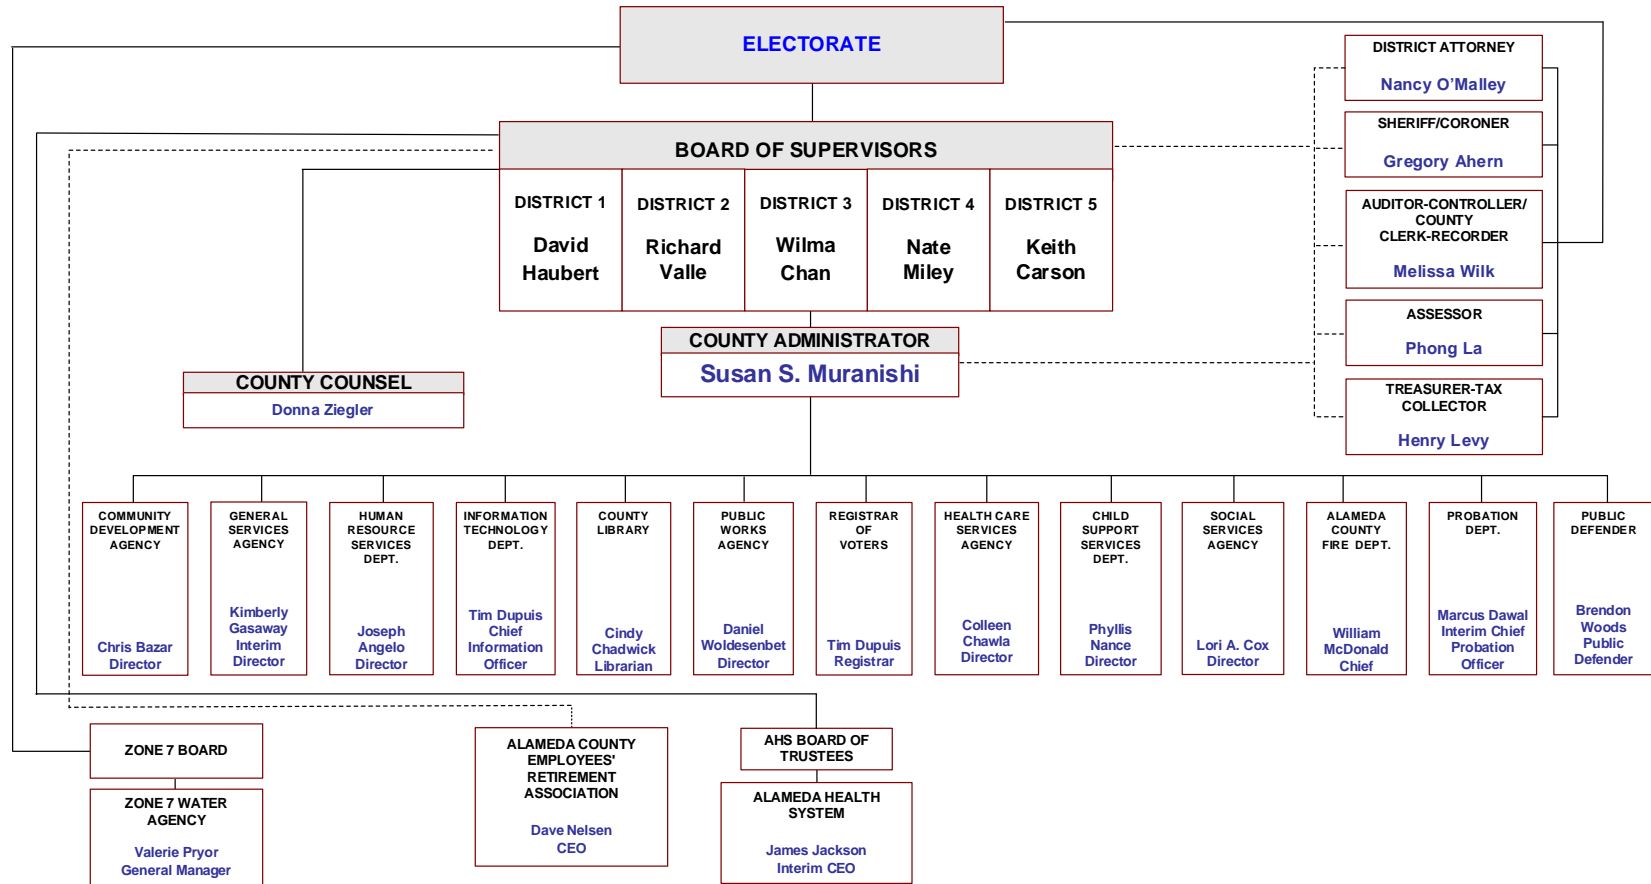 ELECTORATE
DISTRICT ATTORNEY
Nancy O’Malley
SHERIFF/CORONER
Gregory Ahern
AUDITOR-CONTROLLER/
COUNTY
CLERK-RECORDER
Melissa Wilk
ASSESSOR
Phong La
TREASURER-TAX
COLLECTOR
Henry Levy
BOARD OF SUPERVISORS
DISTRICT 1
David
Haubert
DISTRICT 2
Richard
Valle
DISTRICT 3
Wilma
Chan
DISTRICT 4
Nate
Miley
DISTRICT 5
Keith
Carson
COUNTY ADMINISTRATOR
Susan S. Muranishi
COUNTY COUNSEL
Donna Ziegler
COMMUNITY
DEVELOPMENT
AGENCY
Chris Bazar
Director
GENERAL
SERVICES
AGENCY
Kimberly
Gasaway
Interim
Director
HUMAN
RESOURCE
SERVICES
DEPT.
Joseph
Angelo
Director
INFORMATION
TECHNOLOGY
DEPT.
Tim Dupuis
Chief
Information
Officer
COUNTY
LIBRARY
Cindy
Chadwick
Librarian
PUBLIC
WORKS
AGENCY
Daniel
Woldesenbet
Director
REGISTRAR
OF
VOTERS
Tim Dupuis
Registrar
HEALTH CARE
SERVICES
AGENCY
Colleen
Chawla
Director
CHILD
SUPPORT
SERVICES
DEPT.
Phyllis
Nance
Director
SOCIAL
SERVICES
AGENCY
Lori A. Cox
Director
ALAMEDA
COUNTY
FIRE DEPT.
William
McDonald
Chief
PROBATION
DEPT.
Marcus Dawal
Interim Chief
Probation
Officer
PUBLIC
DEFENDER
Brendon
Woods
Public
Defender
ZONE 7 BOARD
ZONE 7 WATER
AGENCY
Valerie Pryor
General Manager
ALAMEDA COUNTY
EMPLOYEES'
RETIREMENT
ASSOCIATION
Dave Nelsen
CEO
AHS BOARD OF
TRUSTEES
ALAMEDA HEALTH
SYSTEM
James Jackson
Interim CEO